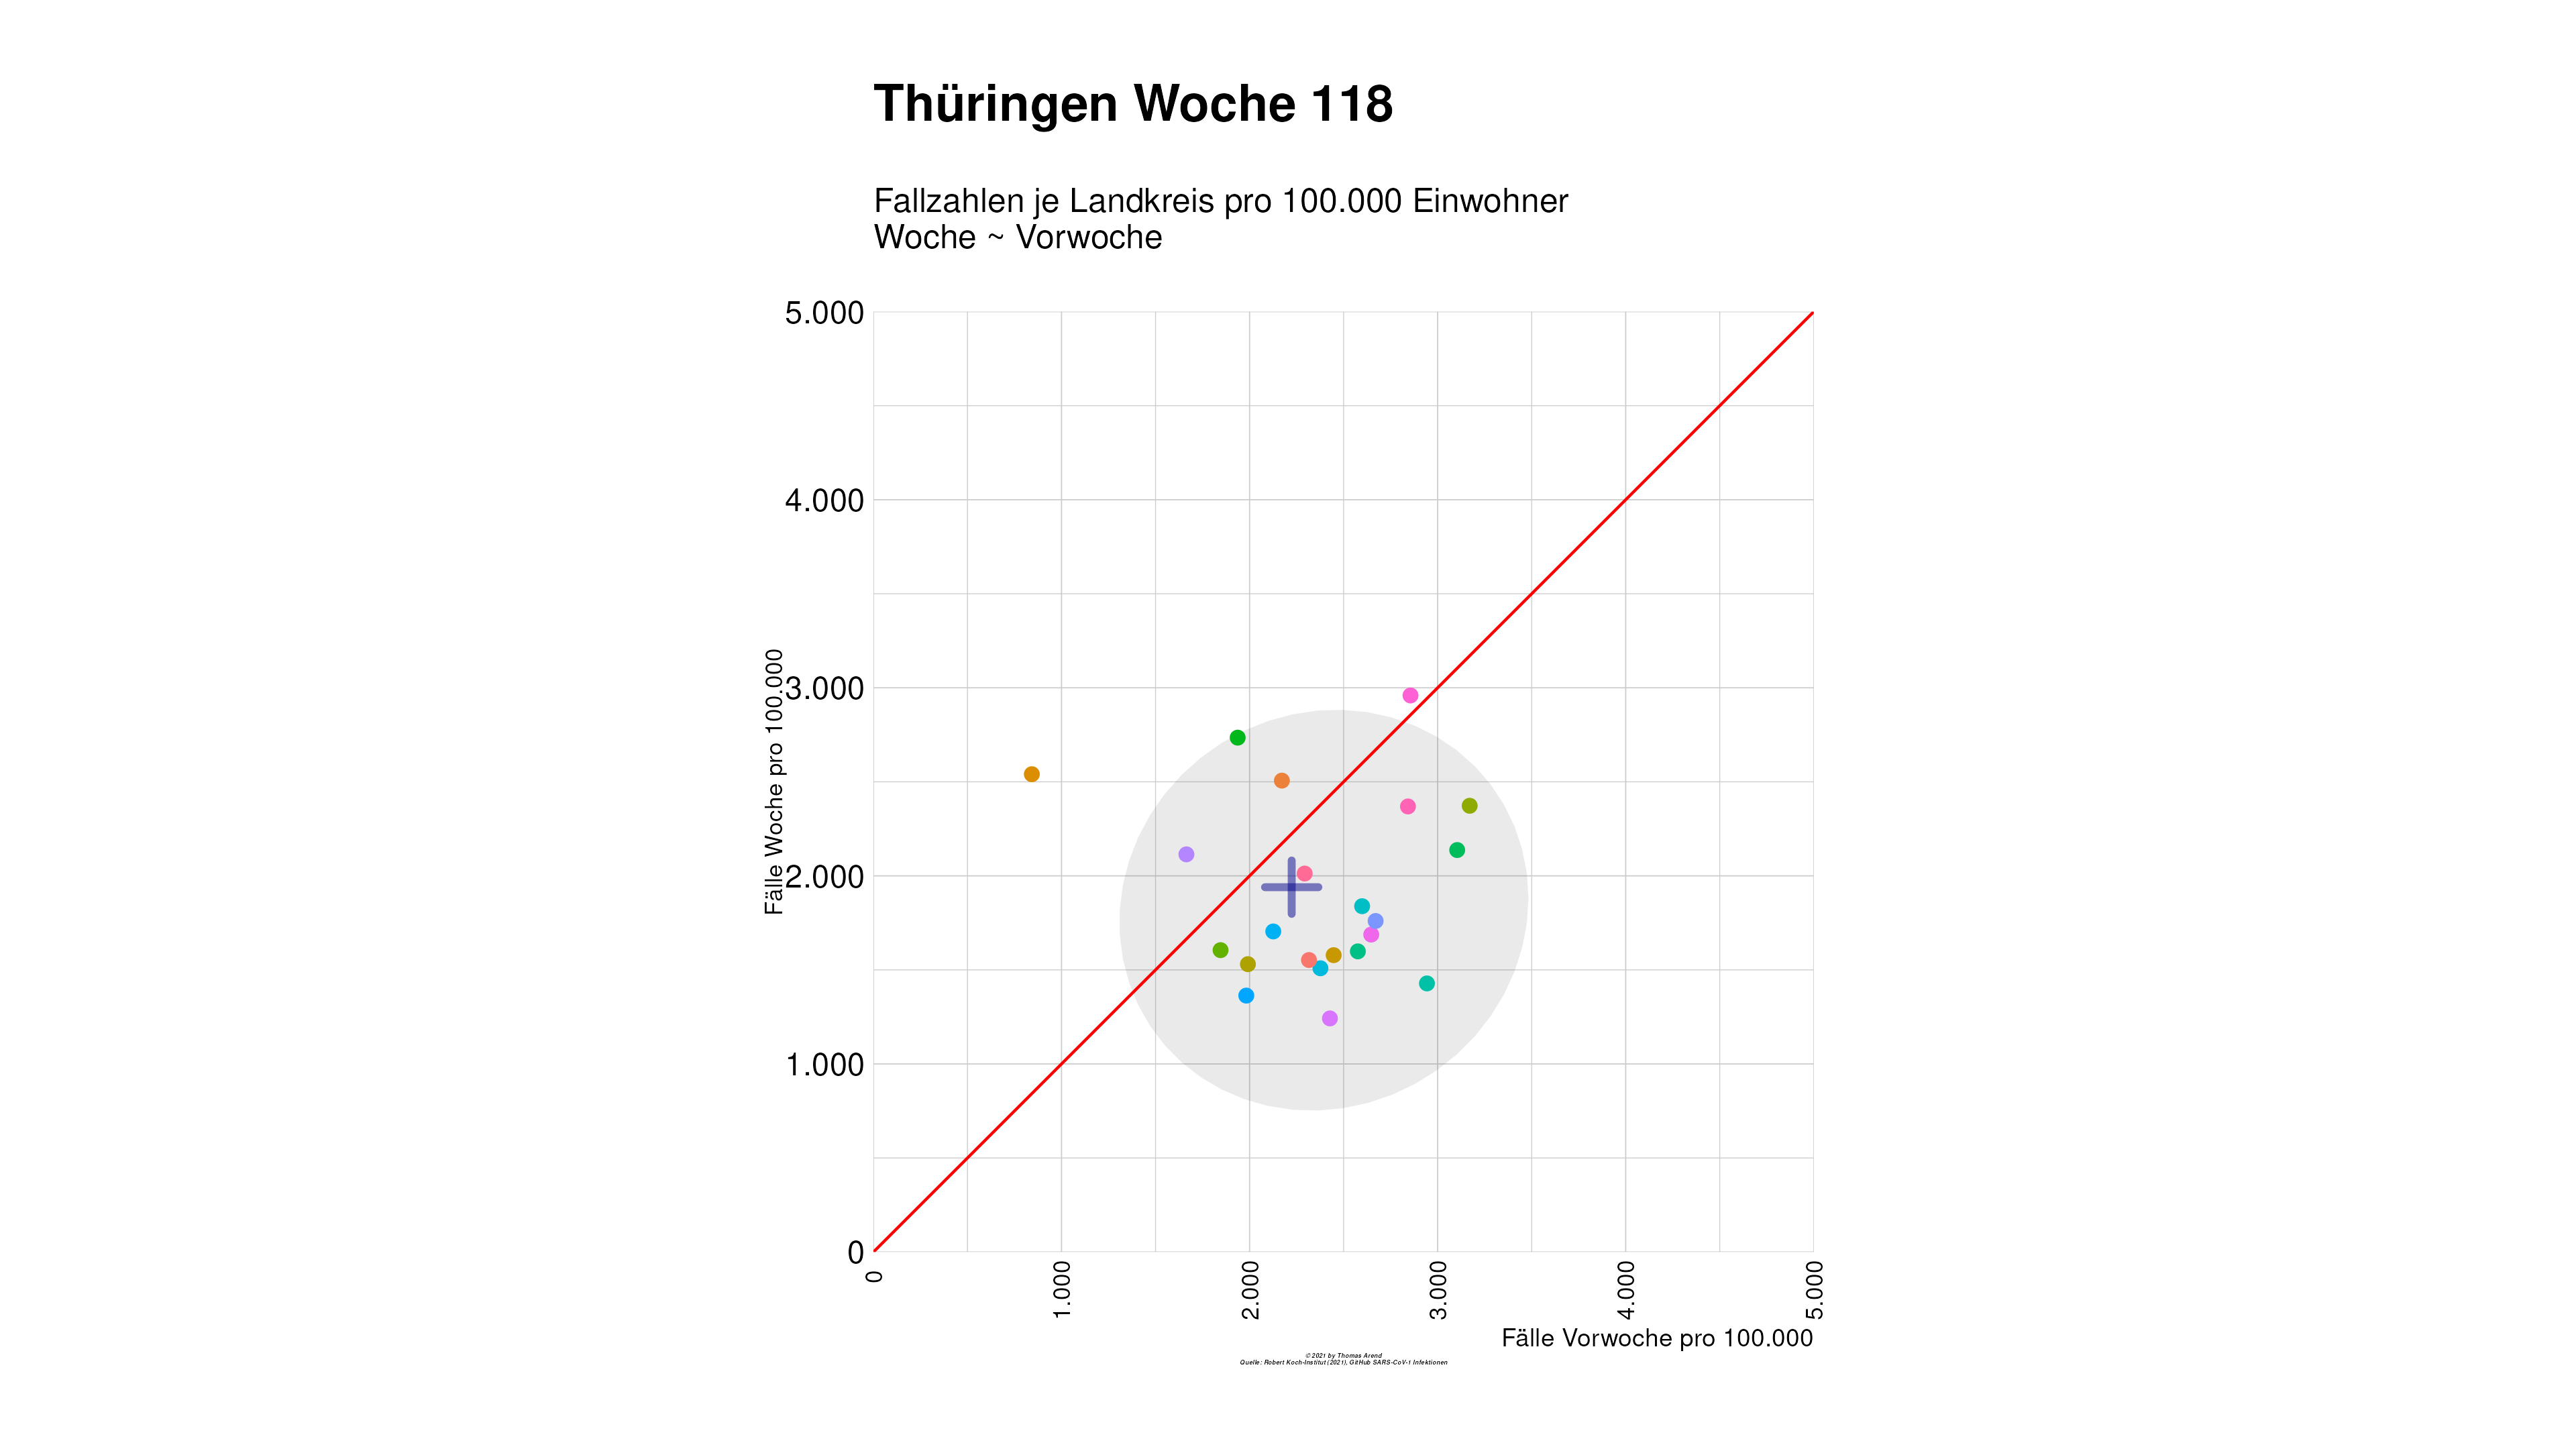 Thüringen Woche 118
Fallzahlen je Landkreis pro 100.000 Einwohner
Woche ~ Vorwoche
Fälle Woche pro 100.000
5.000
4.000
3.000
2.000
1.000
0
0
1.000
2.000
3.000
4.000
5.000
Fälle Vorwoche pro 100.000
© 2021 by Thomas Arend
Quelle: Robert Koch-Institut (2021), GitHub SARS-CoV-1 Infektionen